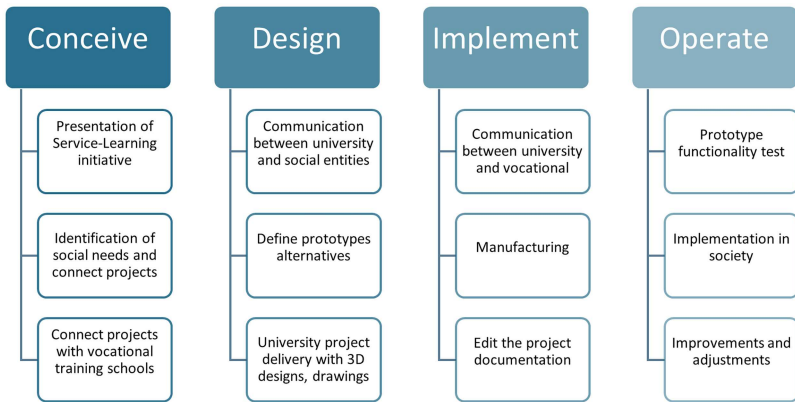 Conceive
Presentation of
Service-Learning
initiative
Identification of
social needs and
connect projects
Connect projects
with vocational
training schools
Design
Communication
between university
and social entities
Define prototypes
alternatives
University project
delivery with 3D
designs, drawings
Implement
Communication
between university
and vocational
Manufacturing
Edit the project
documentation
Operate
Prototype
functionality test
Implementation in
society
Improvements and
adjustments